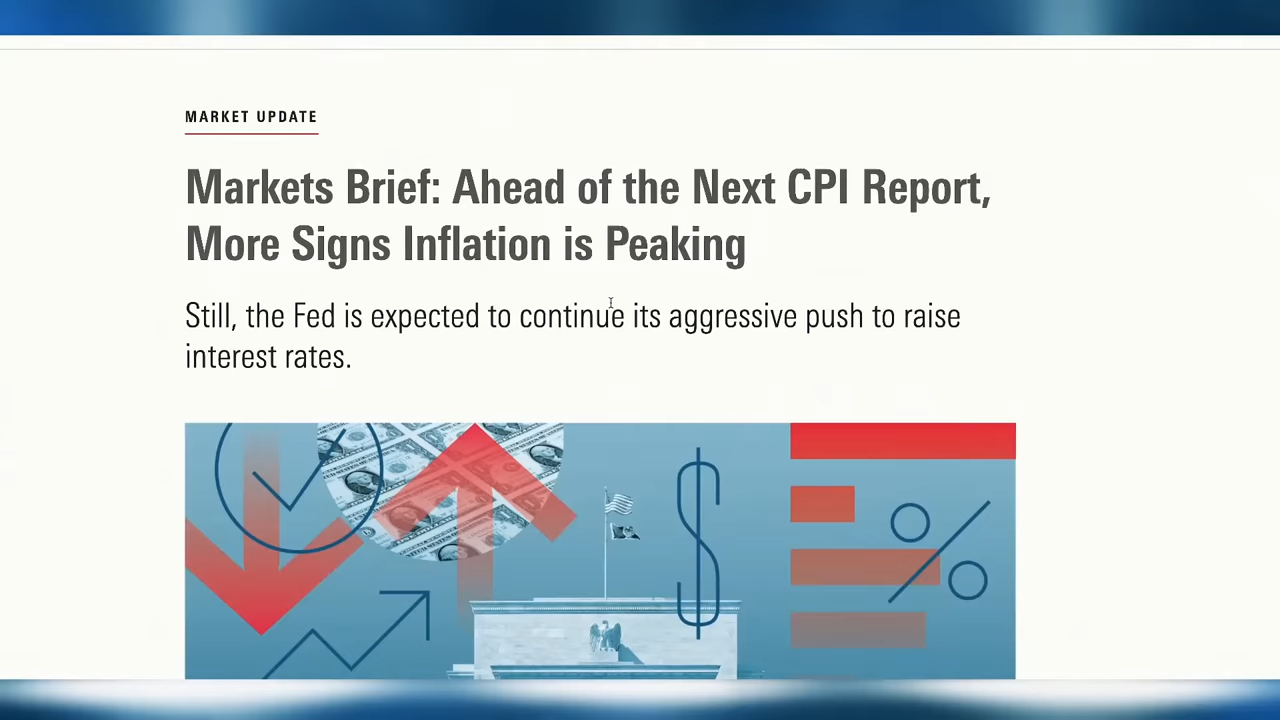 MARKET UPDATE
Markets Brief: Ahead of the Next CPI Report,
More Signs Inflation is Peaking
Still, the Fed is expected to continue its aggressive push to raise
interest rates.
$
%